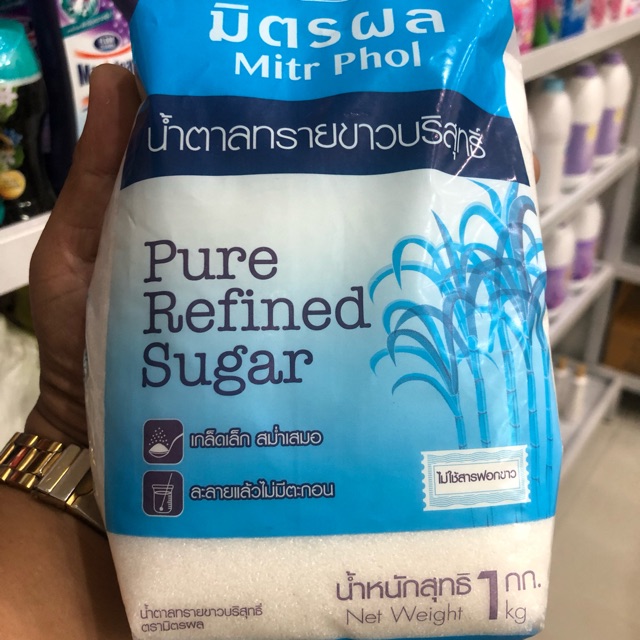 มิตรผล
Mitr Phol
น้ำตาลทรายขาวบริสุทธิ์
Pure
Refined
Sugar
เกล็ดเล็ก สม่ำเสมอ
ละลายแล้วไม่มีตะกอน
ไม่ใช้สารฟอกขาว
น้ำหนักสุทธิ 1 กก.
Net Weight kg
น้ำตาลทรายขาวบริสุทธิ์
ตรามิตรผล